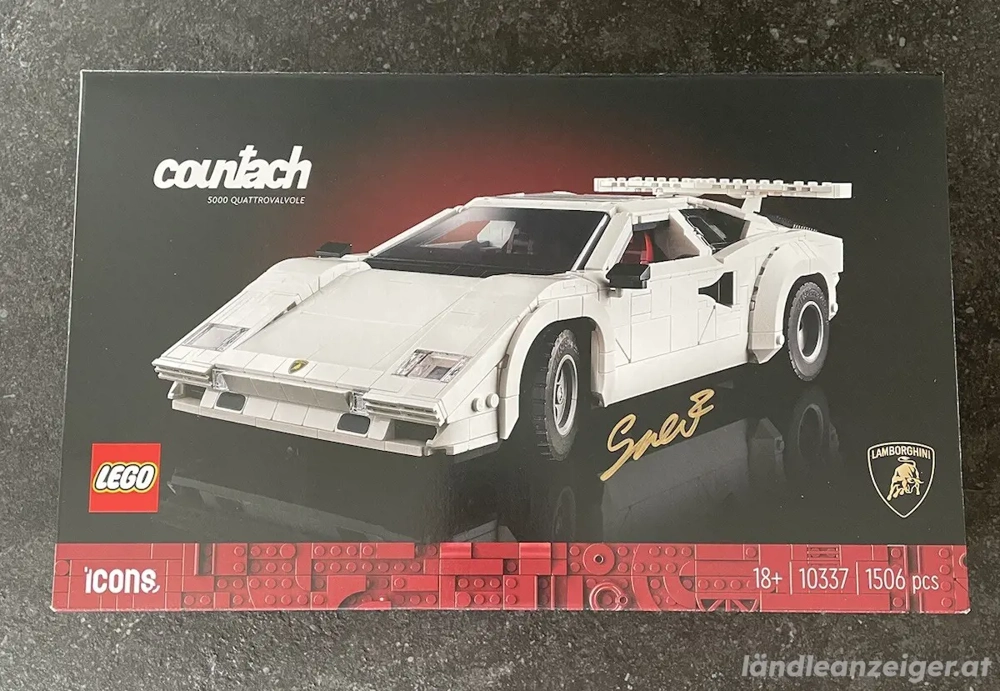 countach
5000 QUATTROVALVOLE
LEGO
LAMBORGHINI
icons
18+ | 10337 | 1506 pcs
ländleanzeiger.at